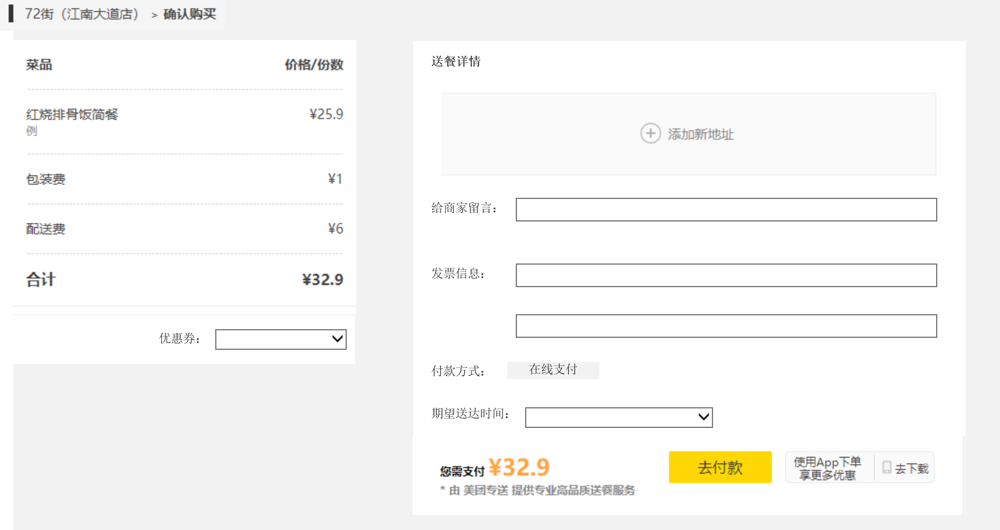 72街（江南大道店） > 确认购买
菜品 价格/份数
红烧排骨饭简餐 ¥25.9
例
包装费 ¥1
配送费 ¥6
合计 ¥32.9
优惠券：
送餐详情
添加新地址
给商家留言：
发票信息：
付款方式： 在线支付
期望送达时间：
您需支付 ¥32.9
* 由 美团专送 提供专业高品质送餐服务
去付款
使用App下单
享更多优惠
去下载